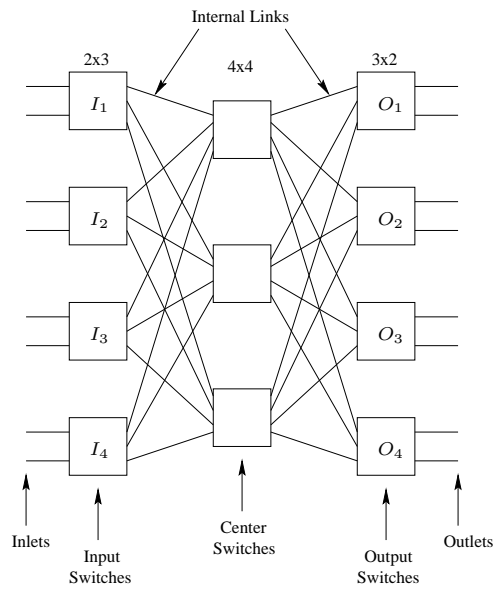 Internal Links
2x3
4x4
3x2
I₁
O₁
I₂
O₂
I₃
O₃
I₄
O₄
Inlets
Input
Switches
Center
Switches
Output
Switches
Outlets